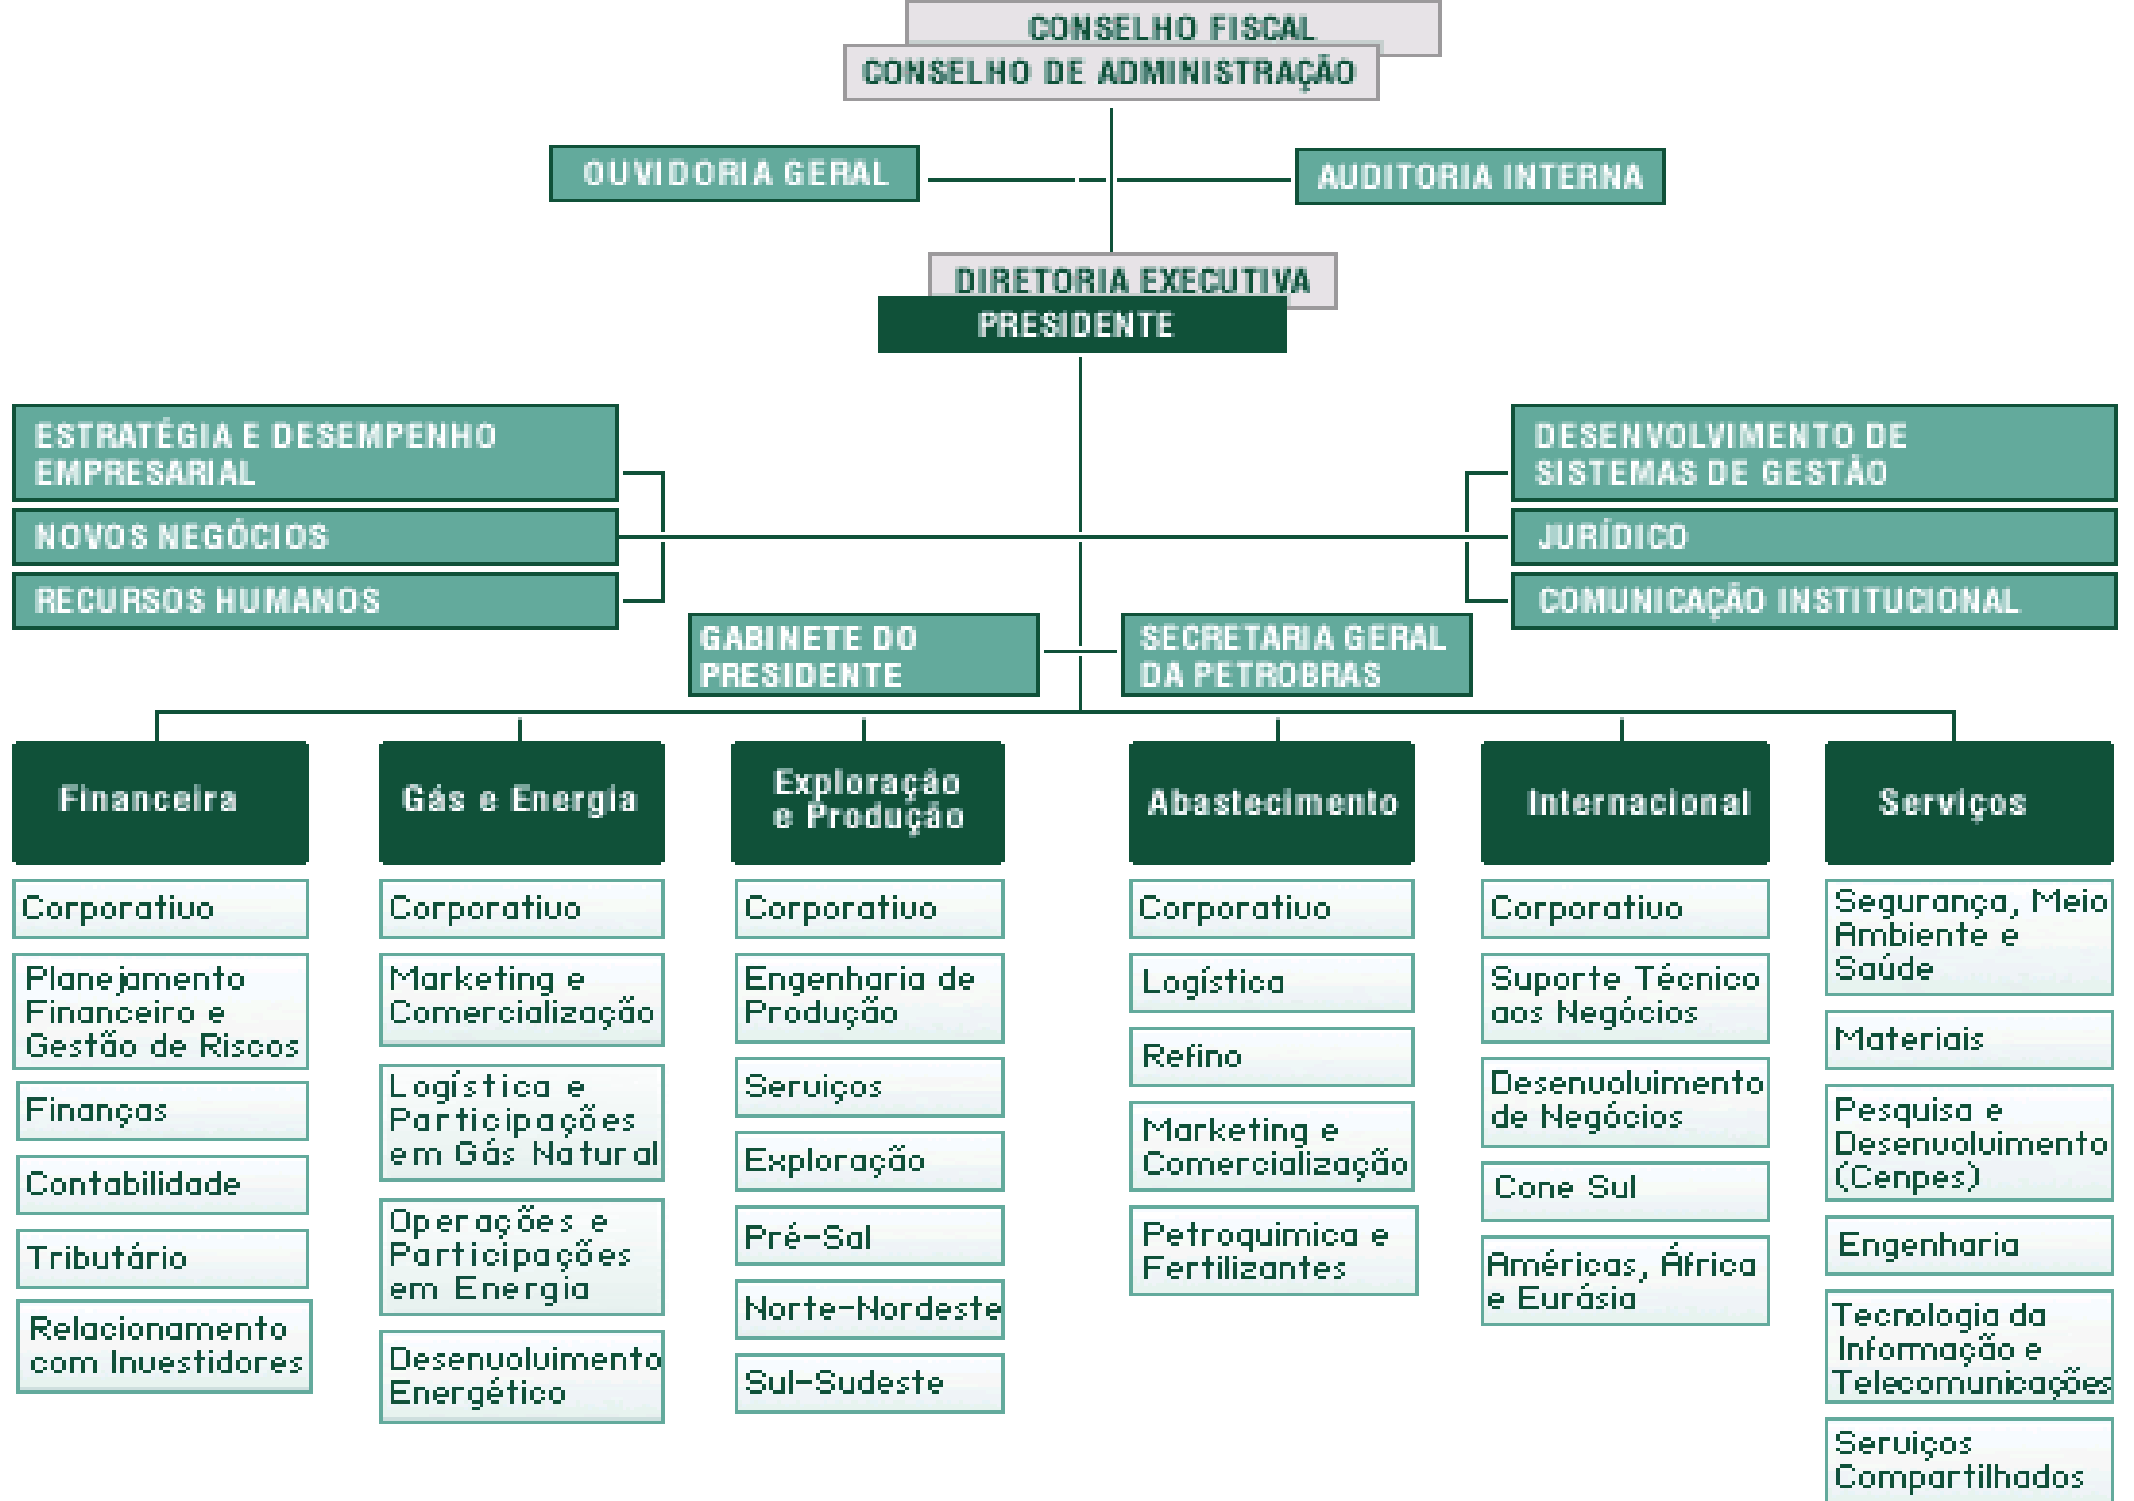 CONSELHO FISCAL
CONSELHO DE ADMINISTRAÇÃO
OUVIDORIA GERAL
AUDITORIA INTERNA
DIRETORIA EXECUTIVA
PRESIDENTE
ESTRATÉGIA E DESEMPENHO
EMPRESARIAL
NOVOS NEGÓCIOS
RECURSOS HUMANOS
DESENVOLVIMENTO DE
SISTEMAS DE GESTÃO
JURÍDICO
COMUNICAÇÃO INSTITUCIONAL
GABINETE DO
PRESIDENTE
SECRETARIA GERAL
DA PETROBRAS
Financeira
Corporativo
Planejamento
Financeiro e
Gestão de Riscos
Finanças
Contabilidade
Tributário
Relacionamento
com Investidores
Gás e Energia
Corporativo
Marketing e
Comercialização
Logística e
Participações
em Gás Natural
Operações e
Participações
em Energia
Desenvolvimento
Energético
Exploração
e Produção
Corporativo
Engenharia de
Produção
Serviços
Exploração
Pré-Sal
Norte-Nordeste
Sul-Sudeste
Abastecimento
Corporativo
Logística
Refino
Marketing e
Comercialização
Petroquimica e
Fertilizantes
Internacional
Corporativo
Suporte Técnico
aos Negócios
Desenvolvimento
de Negócios
Cone Sul
Américas, África
e Eurásia
Serviços
Segurança, Meio
Ambiente e
Saúde
Materiais
Pesquisa e
Desenvolvimento
(Cenpes)
Engenharia
Tecnologia da
Informação e
Telecomunicações
Serviços
Compartilhados